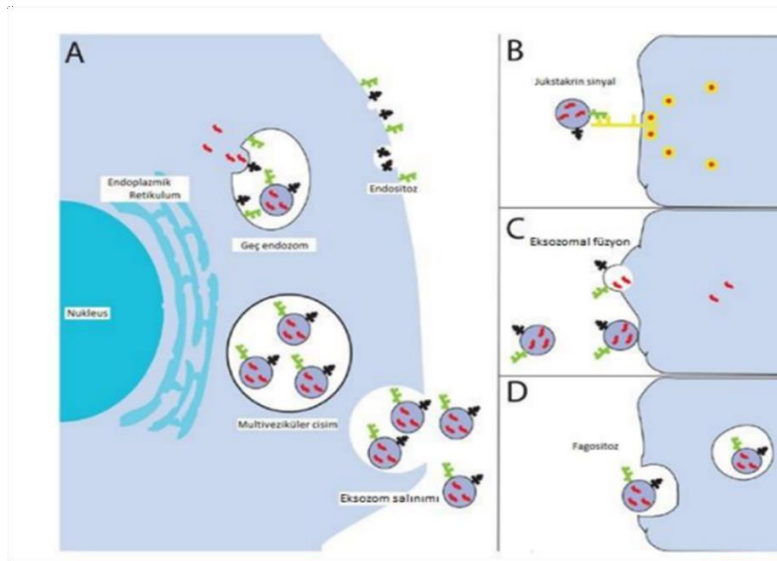 A
Endoplazmik
Retikulum
Nukleus
Geç endozom
Endositoz
Multiveziküler cisim
Eksozom salınımı
B
Jukstakrin sinyal
C
Eksozomal füzyon
D
Fagositoz